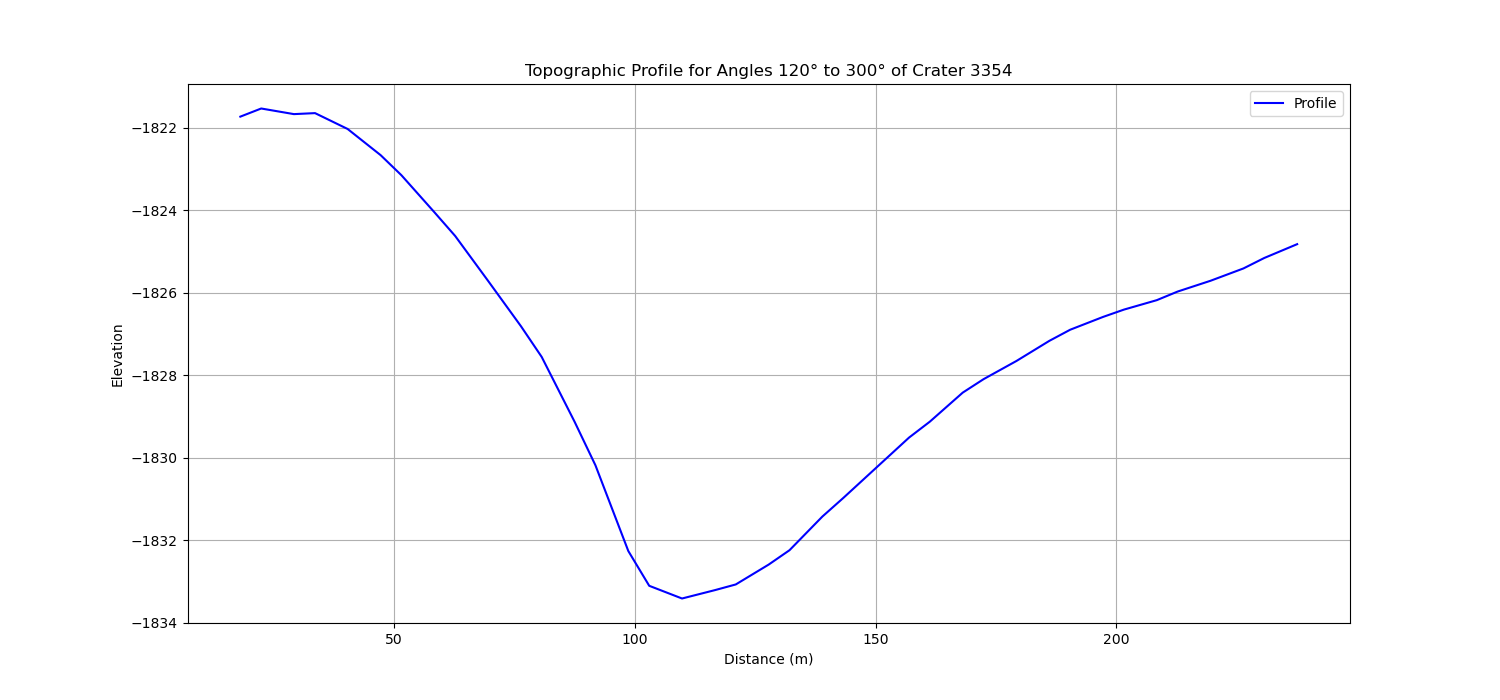 Topographic Profile for Angles 120° to 300° of Crater 3354
Profile
−1822
−1824
−1826
−1828
−1830
−1832
−1834
Elevation
50 100 150 200
Distance (m)